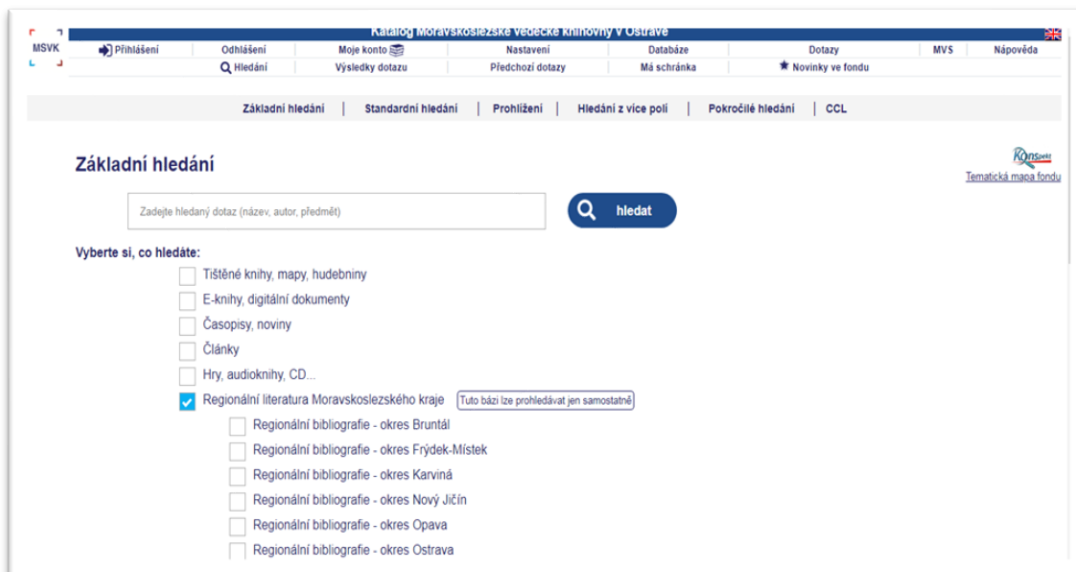 Katalog Moravskoslezské vědecké knihovny v Ostravě
MSVK Přihlášení Odhlášení Moje konto Nastavení Databáze Dotazy MVS Nápověda
Hledání Výsledky dotazu Předchozí dotazy Má schránka Novinky ve fondu
Základní hledání | Standardní hledání | Prohlížení | Hledání z více polí | Pokročilé hledání | CCL
Základní hledání
Konspekt
Tematická mapa fondu
Zadejte hledaný dotaz (název, autor, předmět) hledat
Vyberte si, co hledáte:
Tištěné knihy, mapy, hudebniny
E-knihy, digitální dokumenty
Časopisy, noviny
Články
Hry, audioknihy, CD...
Regionální literatura Moravskoslezského kraje Tuto bázi lze prohledávat jen samostatně
Regionální bibliografie - okres Bruntál
Regionální bibliografie - okres Frýdek-Místek
Regionální bibliografie - okres Karviná
Regionální bibliografie - okres Nový Jičín
Regionální bibliografie - okres Opava
Regionální bibliografie - okres Ostrava